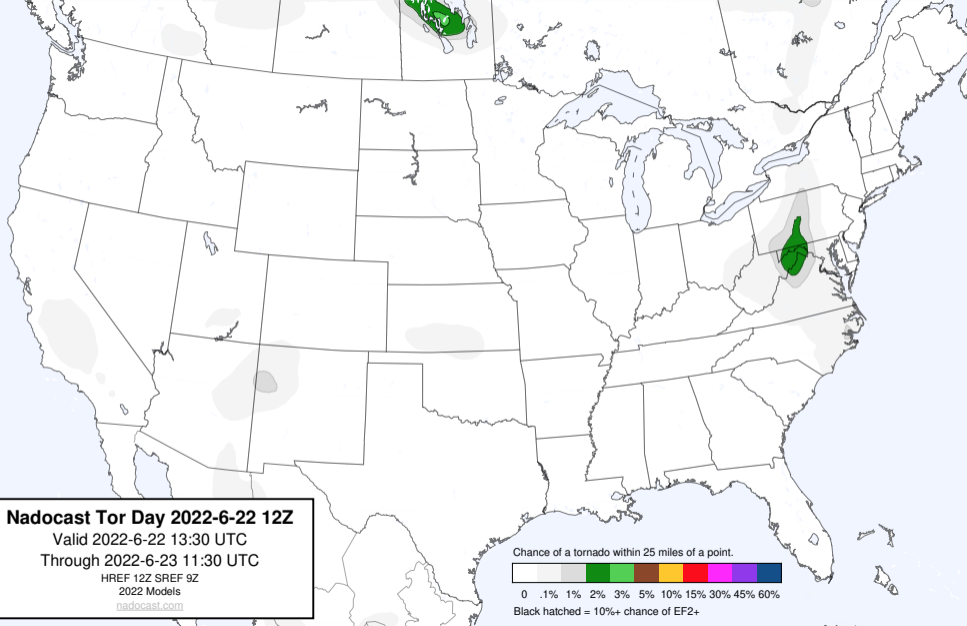 Nadocast Tor Day 2022-6-22 12Z
Valid 2022-6-22 13:30 UTC
Through 2022-6-23 11:30 UTC
HREF 12Z SREF 9Z
2022 Models
nadocast.com
Chance of a tornado within 25 miles of a point.
0 .1% 1% 2% 3% 5% 10% 15% 30% 45% 60%
Black hatched = 10%+ chance of EF2+